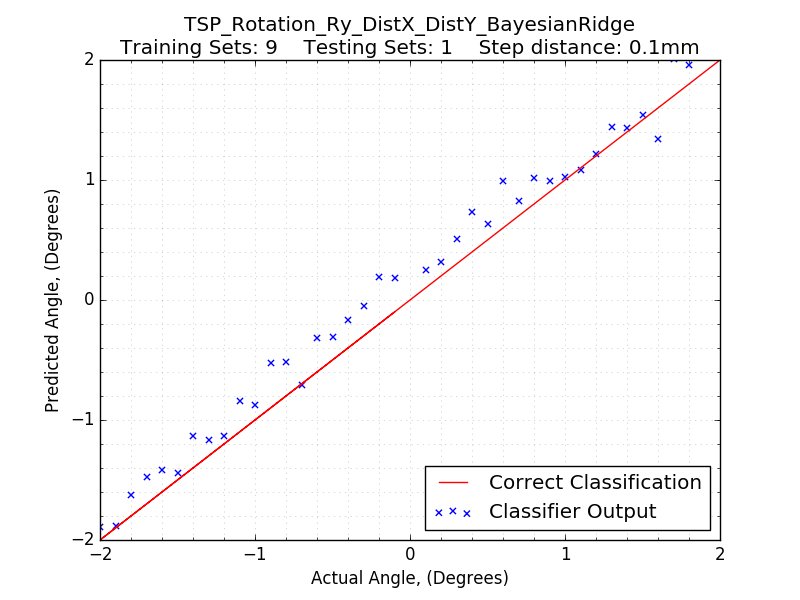 TSP_Rotation_Ry_DistX_DistY_BayesianRidge
Training Sets: 9    Testing Sets: 1    Step distance: 0.1mm
2
1
0
−1
−2
Predicted Angle, (Degrees)
Correct Classification
Classifier Output
−2 −1 0 1 2
Actual Angle, (Degrees)